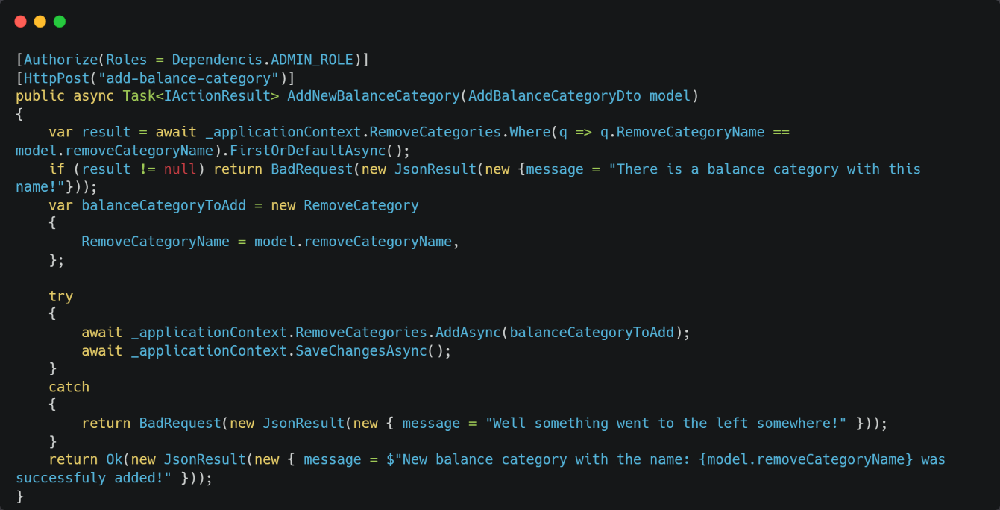 [Authorize(Roles = Dependencis.ADMIN_ROLE)]
[HttpPost("add-balance-category")]
public async Task<IActionResult> AddNewBalanceCategory(AddBalanceCategoryDto model)
{
    var result = await _applicationContext.RemoveCategories.Where(q => q.RemoveCategoryName ==
model.removeCategoryName).FirstOrDefaultAsync();
    if (result != null) return BadRequest(new JsonResult(new {message = "There is a balance category with this
name!"}));
    var balanceCategoryToAdd = new RemoveCategory
    {
        RemoveCategoryName = model.removeCategoryName,
    };

    try
    {
        await _applicationContext.RemoveCategories.AddAsync(balanceCategoryToAdd);
        await _applicationContext.SaveChangesAsync();
    }
    catch
    {
        return BadRequest(new JsonResult(new { message = "Well something went to the left somewhere!" }));
    }
    return Ok(new JsonResult(new { message = $"New balance category with the name: {model.removeCategoryName} was
successfuly added!" }));
}